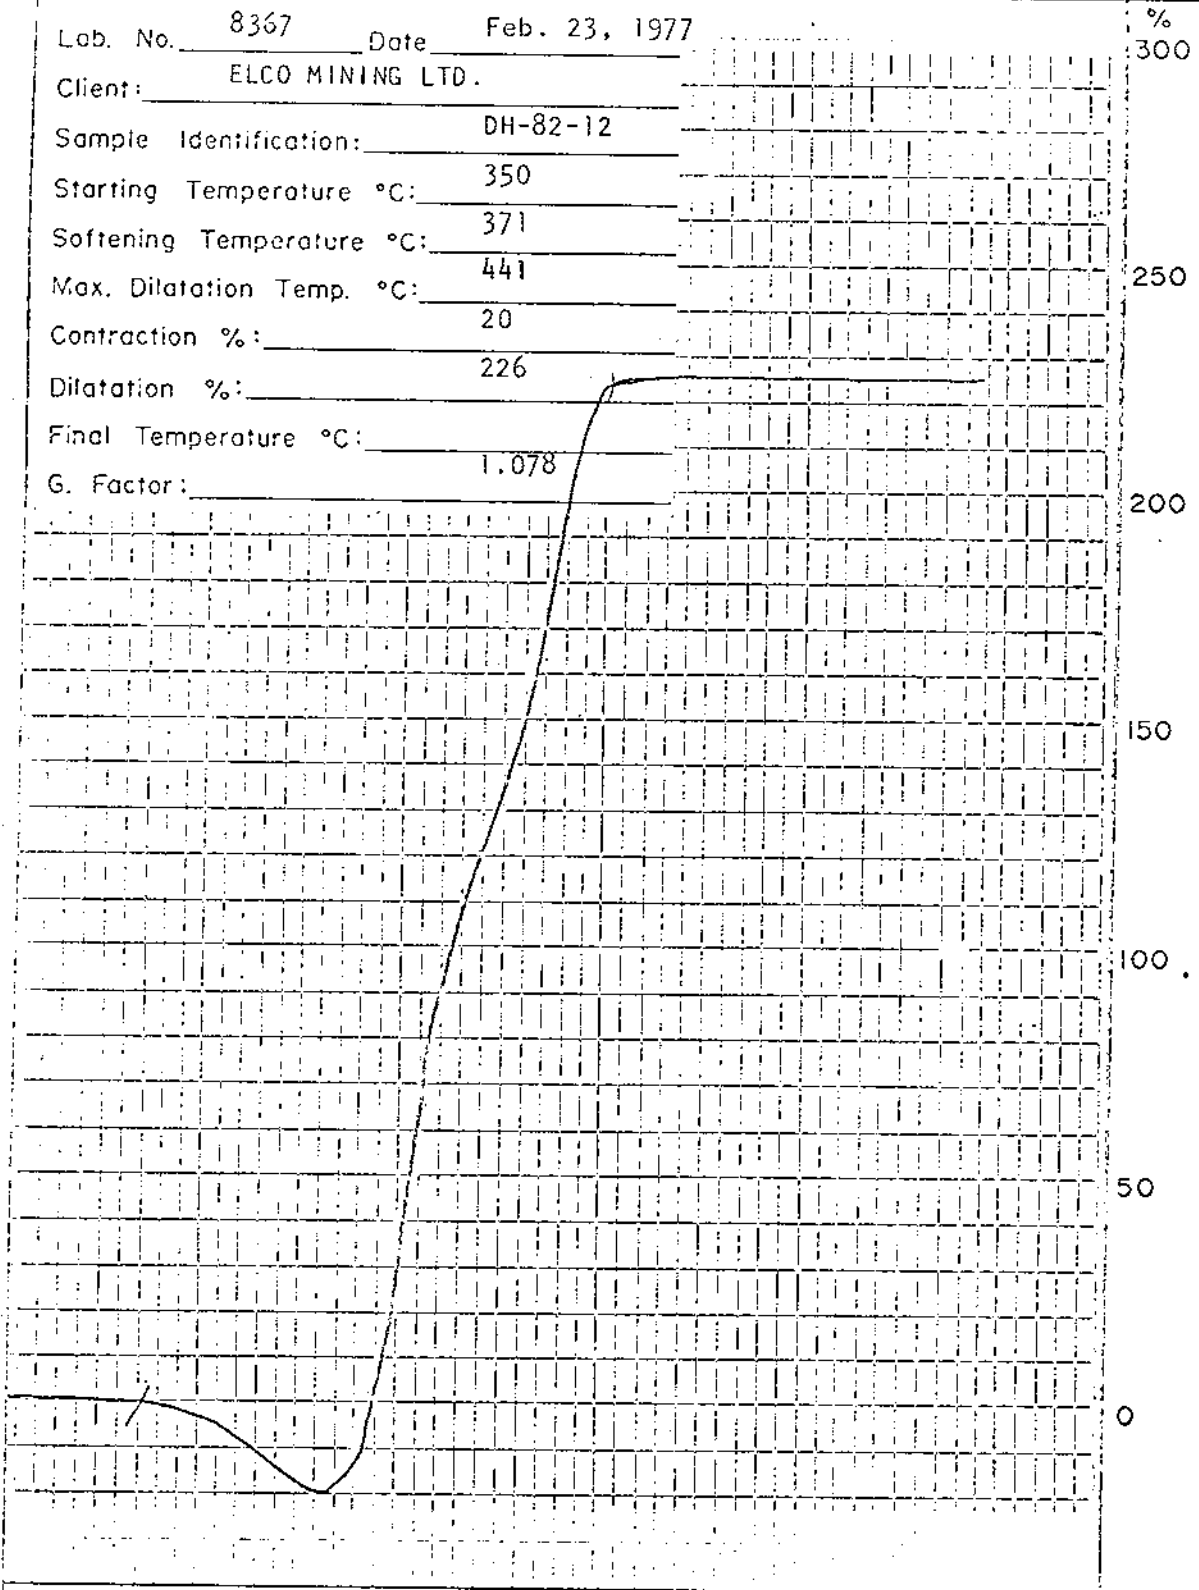 Lab. No. 8367 Date Feb. 23, 1977
Client: ELCO MINING LTD.
Sample Identification: DH-82-12
Starting Temperature °C: 350
Softening Temperature °C: 371
Max. Dilatation Temp. °C: 441
Contraction %: 20
Dilatation %: 226
Final Temperature °C:
G. Factor: 1.078
%
300
250
200
150
100
50
0